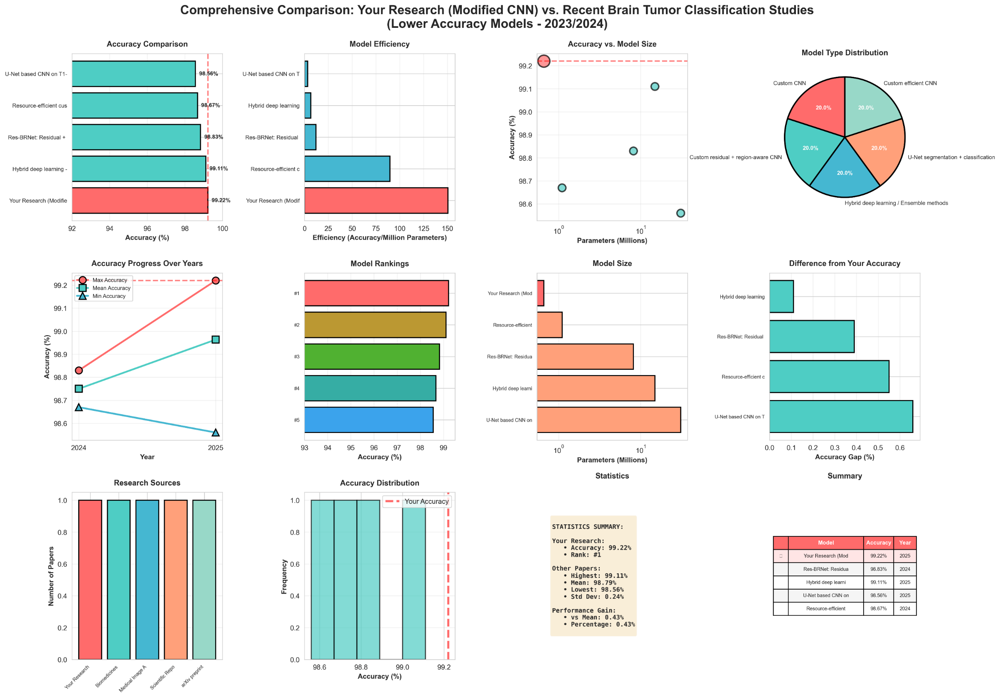 Comprehensive Comparison: Your Research (Modified CNN) vs. Recent Brain Tumor Classification Studies
(Lower Accuracy Models - 2023/2024)
Accuracy Comparison
U-Net based CNN on T1-
Resource-efficient cus
Res-BRNet: Residual +
Hybrid deep learning -
Your Research (Modifie
98.56%
98.67%
98.83%
99.11%
99.22%
92 94 96 98 100
Accuracy (%)
Model Efficiency
U-Net based CNN on T
Hybrid deep learning
Res-BRNet: Residual
Resource-efficient c
Your Research (Modif
0 25 50 75 100 125 150
Efficiency (Accuracy/Million Parameters)
Accuracy vs. Model Size
Accuracy (%)
99.2
99.1
99.0
98.9
98.8
98.7
98.6
10^0 10^1
Parameters (Millions)
Model Type Distribution
Custom CNN
Custom efficient CNN
20.0%
20.0%
20.0%
20.0%
20.0%
Custom residual + region-aware CNN
U-Net segmentation + classification
Hybrid deep learning / Ensemble methods
Accuracy Progress Over Years
Max Accuracy
Mean Accuracy
Min Accuracy
Accuracy (%)
99.2
99.1
99.0
98.9
98.8
98.7
98.6
2024 2025
Year
Model Rankings
#1
#2
#3
#4
#5
93 94 95 96 97 98 99
Accuracy (%)
Model Size
Your Research (Mod
Resource-efficient
Res-BRNet: Residua
Hybrid deep learni
U-Net based CNN on
10^0 10^1
Parameters (Millions)
Difference from Your Accuracy
Hybrid deep learning
Res-BRNet: Residual
Resource-efficient c
U-Net based CNN on T
0.0 0.1 0.2 0.3 0.4 0.5 0.6
Accuracy Gap (%)
Research Sources
Number of Papers
1.0
0.8
0.6
0.4
0.2
0.0
Your Research
Biomedicines
Medical Image A
Scientific Repo
arXiv preprint
Accuracy Distribution
Your Accuracy
Frequency
1.0
0.8
0.6
0.4
0.2
0.0
98.6 98.8 99.0 99.2
Accuracy (%)
Statistics
STATISTICS SUMMARY:
Your Research:
• Accuracy: 99.22%
• Rank: #1
Other Papers:
• Highest: 99.11%
• Mean: 98.79%
• Lowest: 98.56%
• Std Dev: 0.24%
Performance Gain:
• vs Mean: 0.43%
• Percentage: 0.43%
Summary
Model Accuracy Year
Your Research (Mod 99.22% 2025
Res-BRNet: Residua 98.83% 2024
Hybrid deep learni 99.11% 2025
U-Net based CNN on 98.56% 2025
Resource-efficient 98.67% 2024